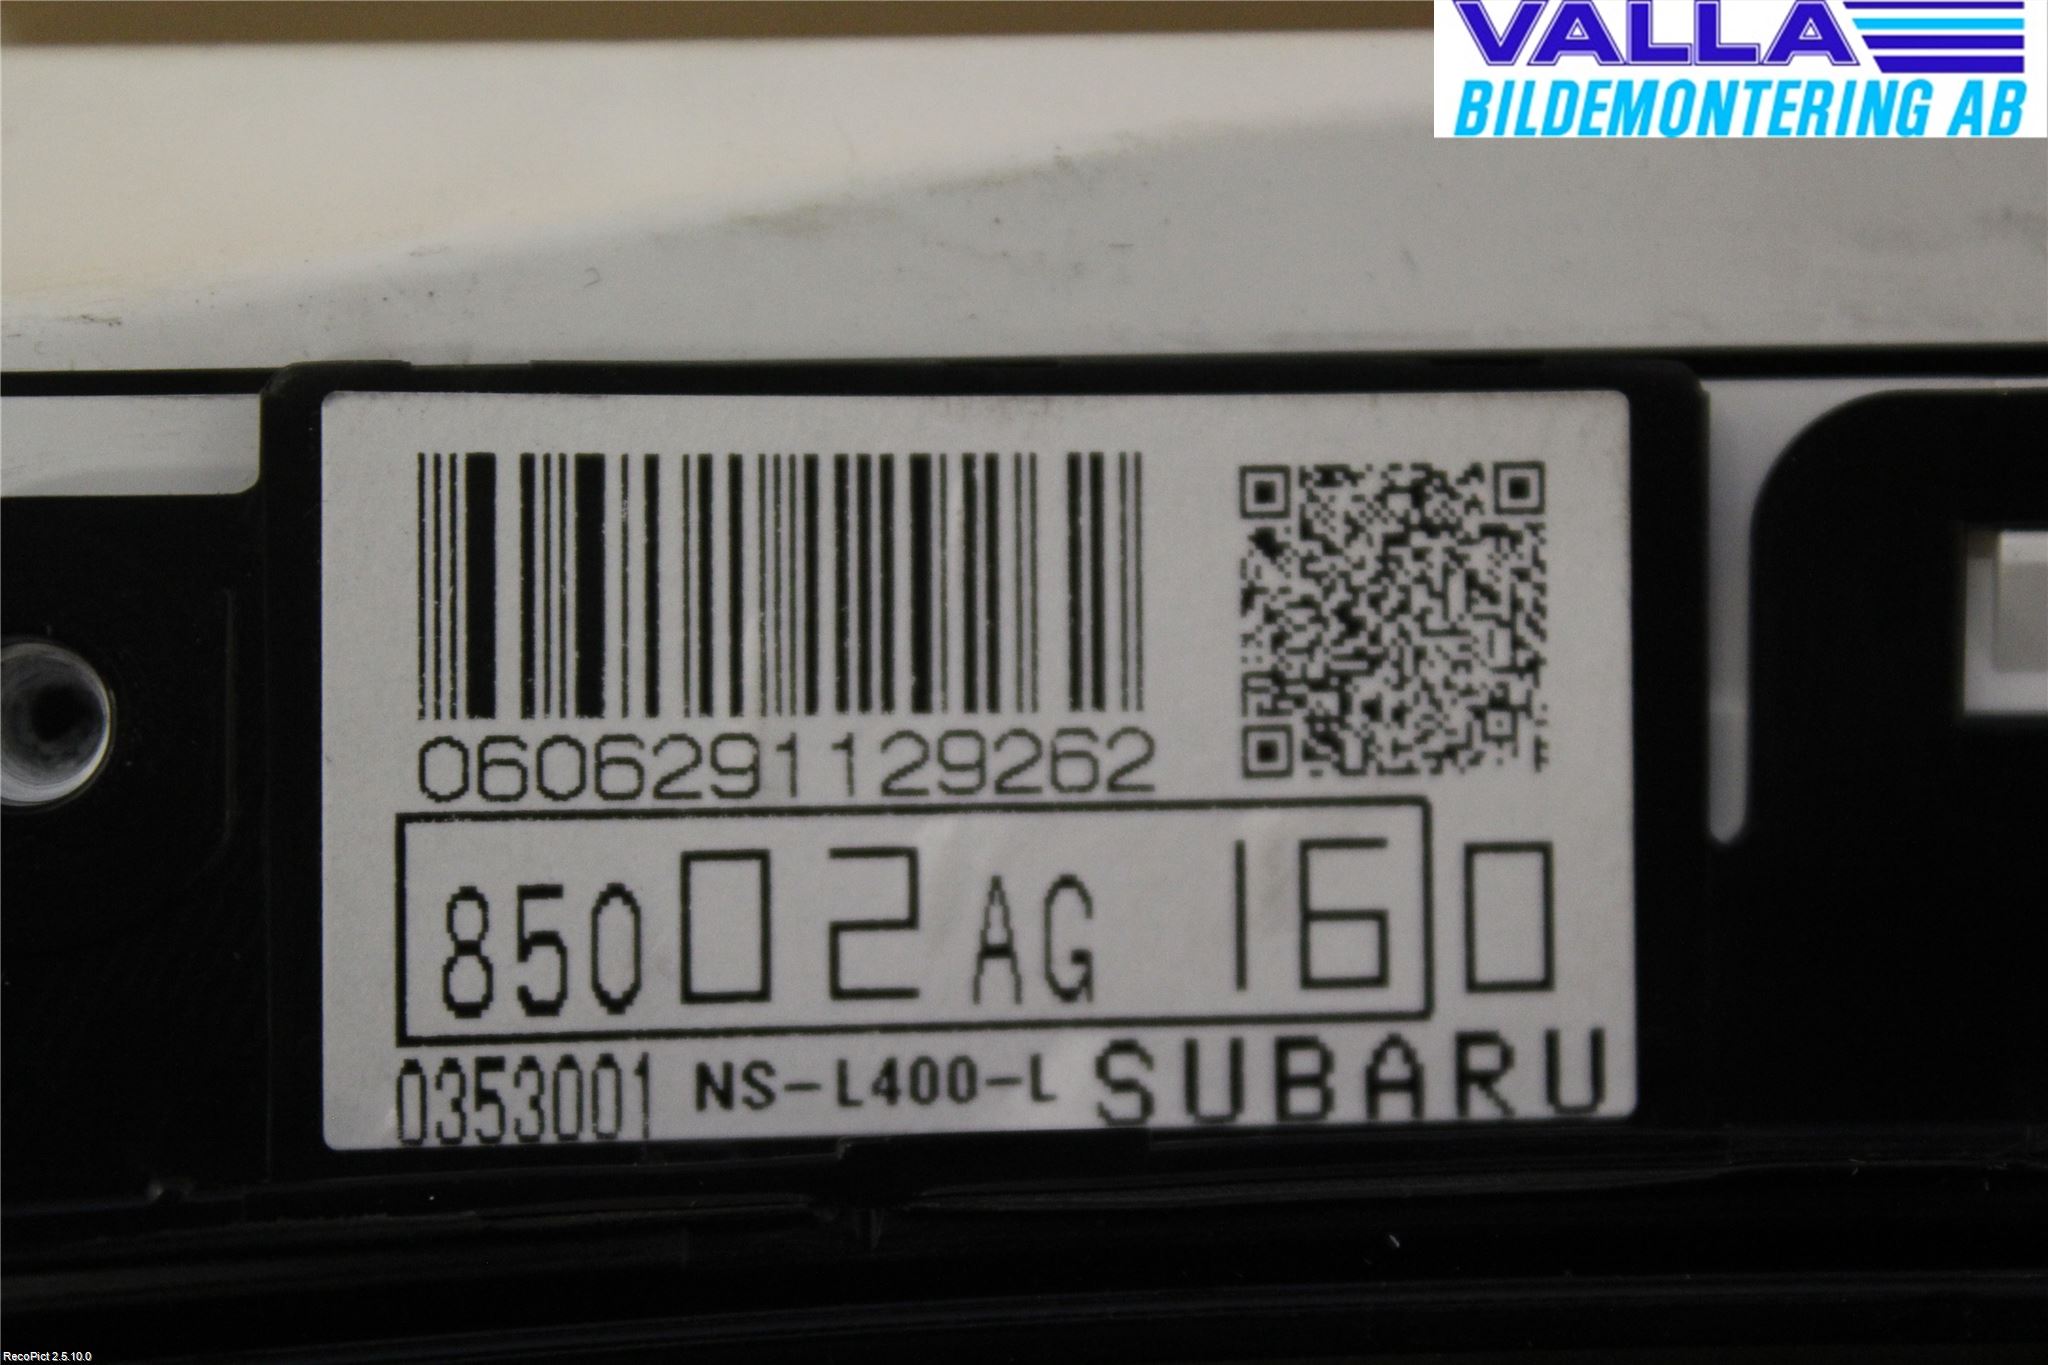 VALLA
BILDEMONTERING AB
0606291129262
85002AG160
0353001 NS-L400-L SUBARU
RecoPict 2.5.10.0